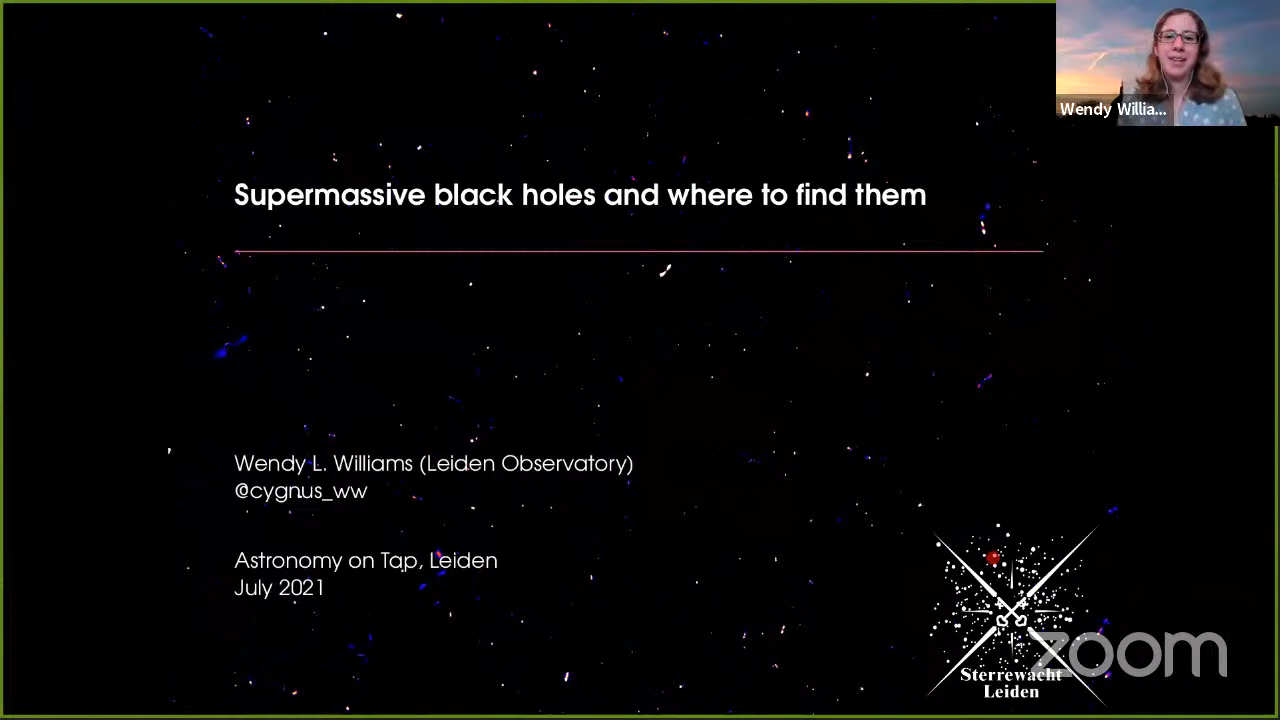 Wendy Willia...
Supermassive black holes and where to find them
Wendy L. Williams (Leiden Observatory)
@cygnus_ww
Astronomy on Tap, Leiden
July 2021
zoom
Sterrewacht
Leiden